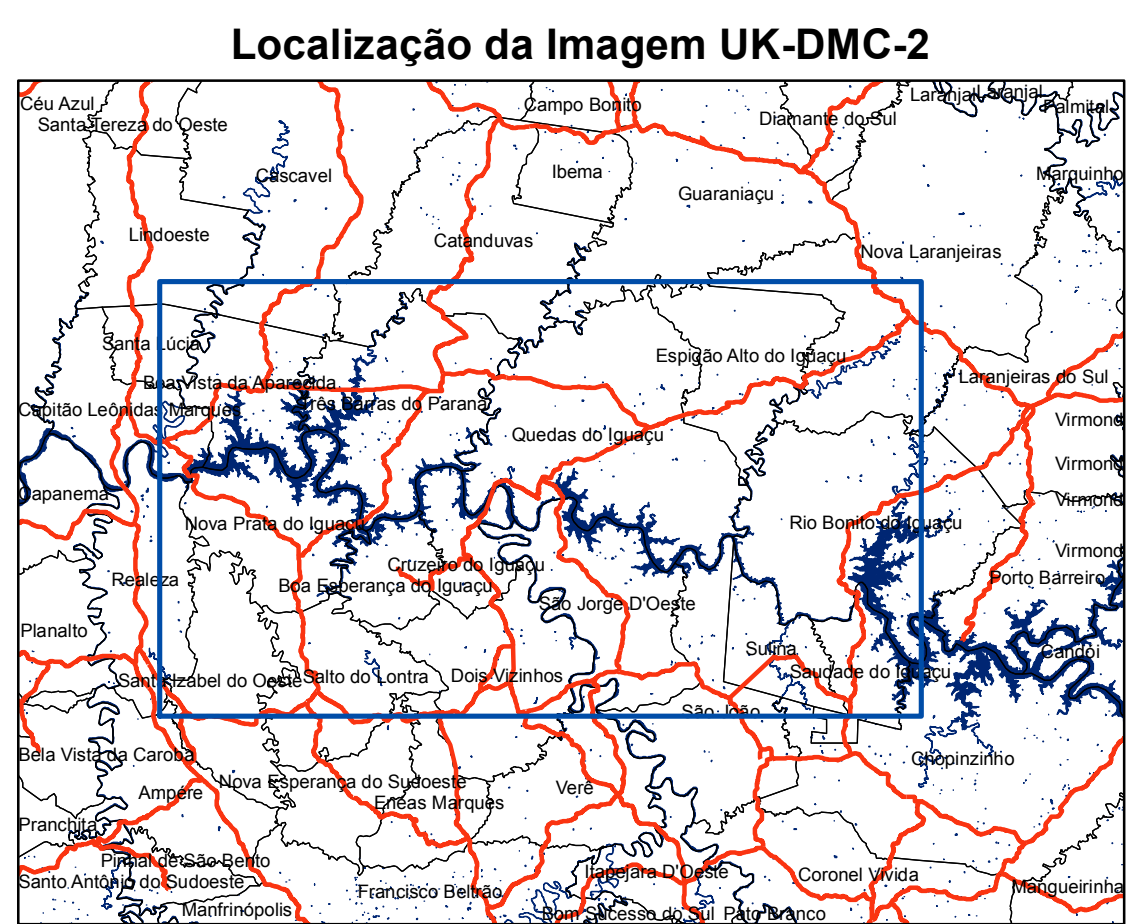 Localização da Imagem UK-DMC-2
Céu Azul
Santa Tereza do Oeste
Campo Bonito
Diamante do Sul
Laranjal
Laranjal
Palmital
Cascavel
Ibema
Guaraniaçu
Marquinho
Lindoeste
Catanduvas
Nova Laranjeiras
Santa Lúcia
Espigão Alto do Iguaçu
Boa Vista da Aparecida
Laranjeiras do Sul
Capitão Leônidas Marques
Três Barras do Paraná
Virmond
Quedas do Iguaçu
Virmond
Capanema
Virmond
Nova Prata do Iguaçu
Rio Bonito do Iguaçu
Virmond
Cruzeiro do Iguaçu
Realeza
Boa Esperança do Iguaçu
Porto Barreiro
São Jorge D'Oeste
Planalto
Sulina
Candói
Santa Izabel do Oeste
Salto do Lontra
Dois Vizinhos
Saudade do Iguaçu
São João
Bela Vista da Caroba
Chopinzinho
Nova Esperança do Sudoeste
Ampére
Enéas Marques
Verê
Pranchita
Pinhal de São Bento
Santo Antônio do Sudoeste
Itapejara D'Oeste
Coronel Vivida
Francisco Beltrão
Mangueirinha
Manfrinópolis
Bom Sucesso do Sul
Pato Branco